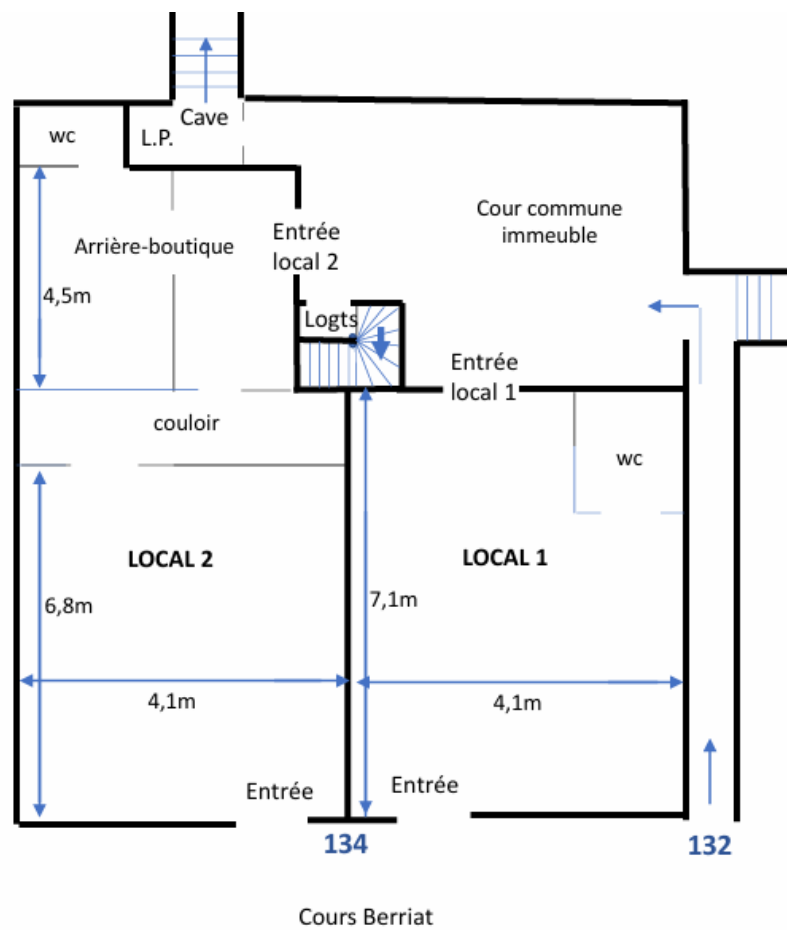 Cave
wc
L.P.
Cour commune
immeuble
Arrière-boutique
Entrée
local 2
4,5m
Logts
Entrée
local 1
couloir
wc
LOCAL 2
LOCAL 1
6,8m
7,1m
4,1m
4,1m
Entrée
Entrée
134
132
Cours Berriat